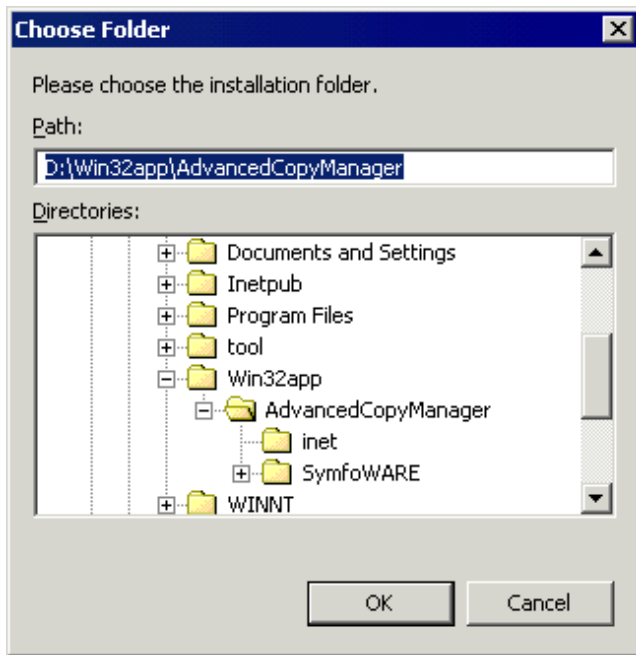 Choose Folder
Please choose the installation folder.
Path:
D:\Win32app\AdvancedCopyManager
Directories:
Documents and Settings
Inetpub
Program Files
tool
Win32app
AdvancedCopyManager
inet
SymfoWARE
WINNT
OK Cancel